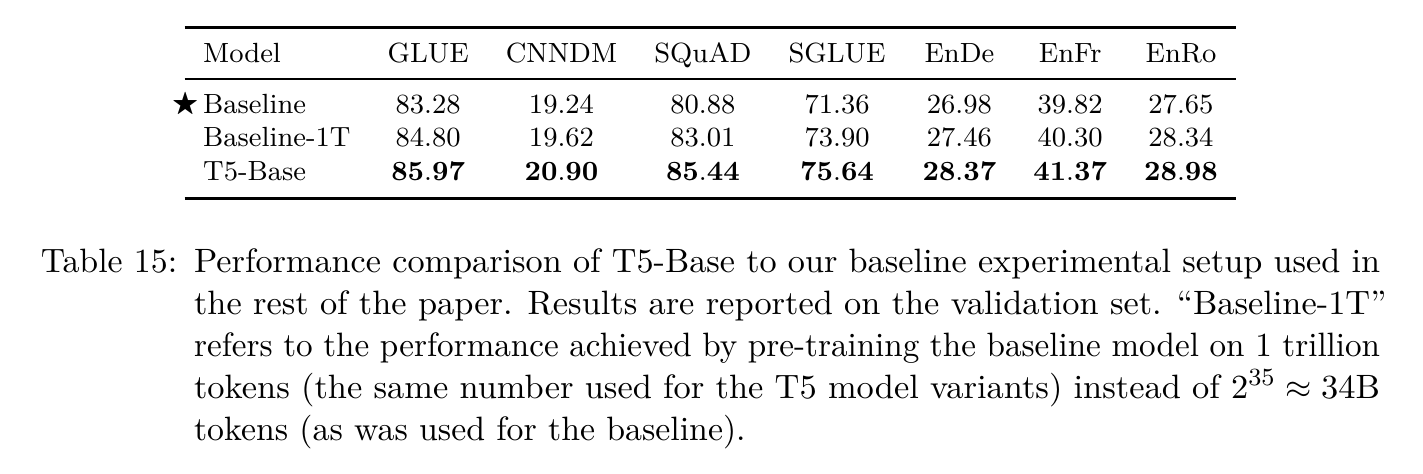 Model GLUE CNNDM SQuAD SGLUE EnDe EnFr EnRo
★ Baseline 83.28 19.24 80.88 71.36 26.98 39.82 27.65
Baseline-1T 84.80 19.62 83.01 73.90 27.46 40.30 28.34
T5-Base 85.97 20.90 85.44 75.64 28.37 41.37 28.98
Table 15: Performance comparison of T5-Base to our baseline experimental setup used in
the rest of the paper. Results are reported on the validation set. “Baseline-1T”
refers to the performance achieved by pre-training the baseline model on 1 trillion
tokens (the same number used for the T5 model variants) instead of 2³⁵ ≈ 34B
tokens (as was used for the baseline).